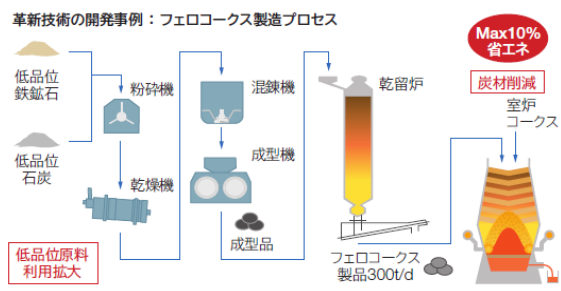 革新技術の開発事例：フェロコークス製造プロセス
Max10%
省エネ
低品位
鉄鉱石
粉砕機
混錬機
乾留炉
炭材削減
室炉
コークス
低品位
石炭
乾燥機
成型機
成型品
低品位原料
利用拡大
フェロコークス
製品300t/d